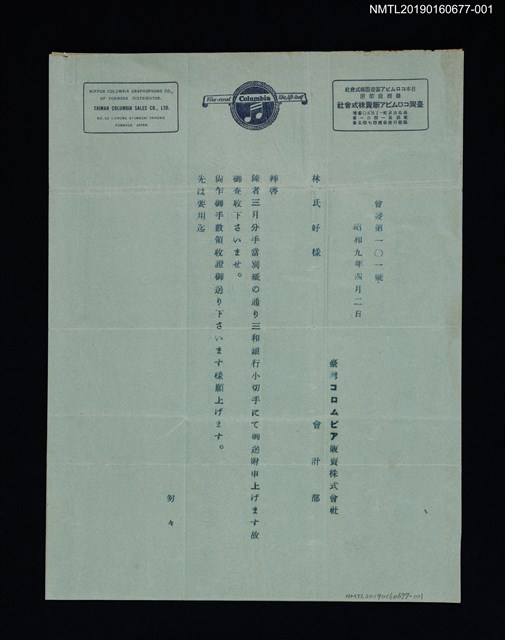 NMTL20190160677-001
NIPPON COLUMBIA GRAPHOPHONE CO.,
OF FORMOSA DISTRIBUTOR.
TAIWAN COLUMBIA SALES CO., LTD.
FORMOSA JAPAN
Viva-tonal
Columbia
臺灣コロムビア販賣株式會社
會發第一〇一號
昭和九年四月二日
臺灣コロムビア販賣株式會社
會計部
林氏好樣
拜啓
陳者三月分手當別紙の通り三和銀行小切手にて御送附申上げます故
御査收下さいませ。
尙乍御手數領收證御送り下さいます樣願上げます。
先は要用迄
匆々
NMTL20190160677-001